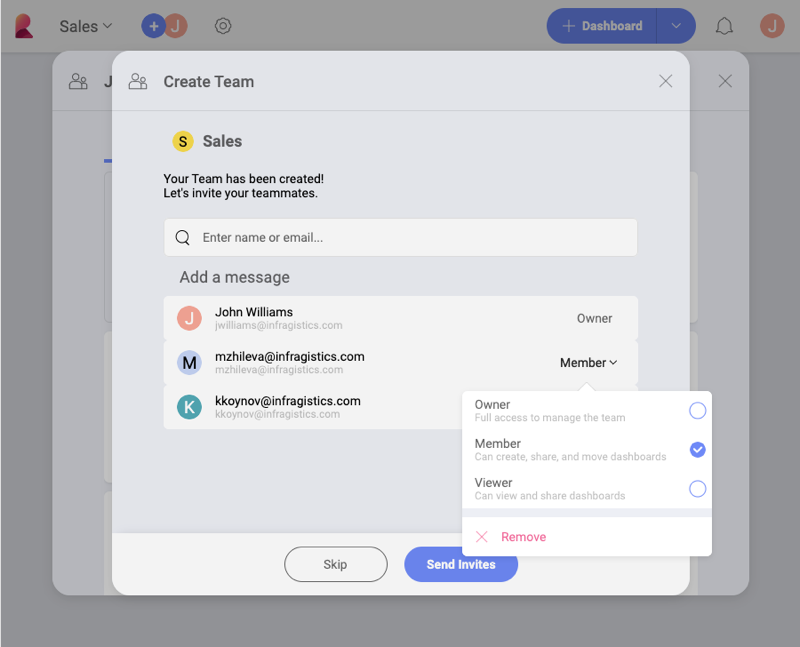 Sales
+
J
+ Dashboard
J
J
Create Team
S
Sales
Your Team has been created!
Let's invite your teammates.
Enter name or email...
Add a message
J
John Williams
jwilliams@infragistics.com
Owner
M
mzhileva@infragistics.com
mzhileva@infragistics.com
Member
K
kkoynov@infragistics.com
kkoynov@infragistics.com
Owner
Full access to manage the team
Member
Can create, share, and move dashboards
Viewer
Can view and share dashboards
Remove
Skip
Send Invites